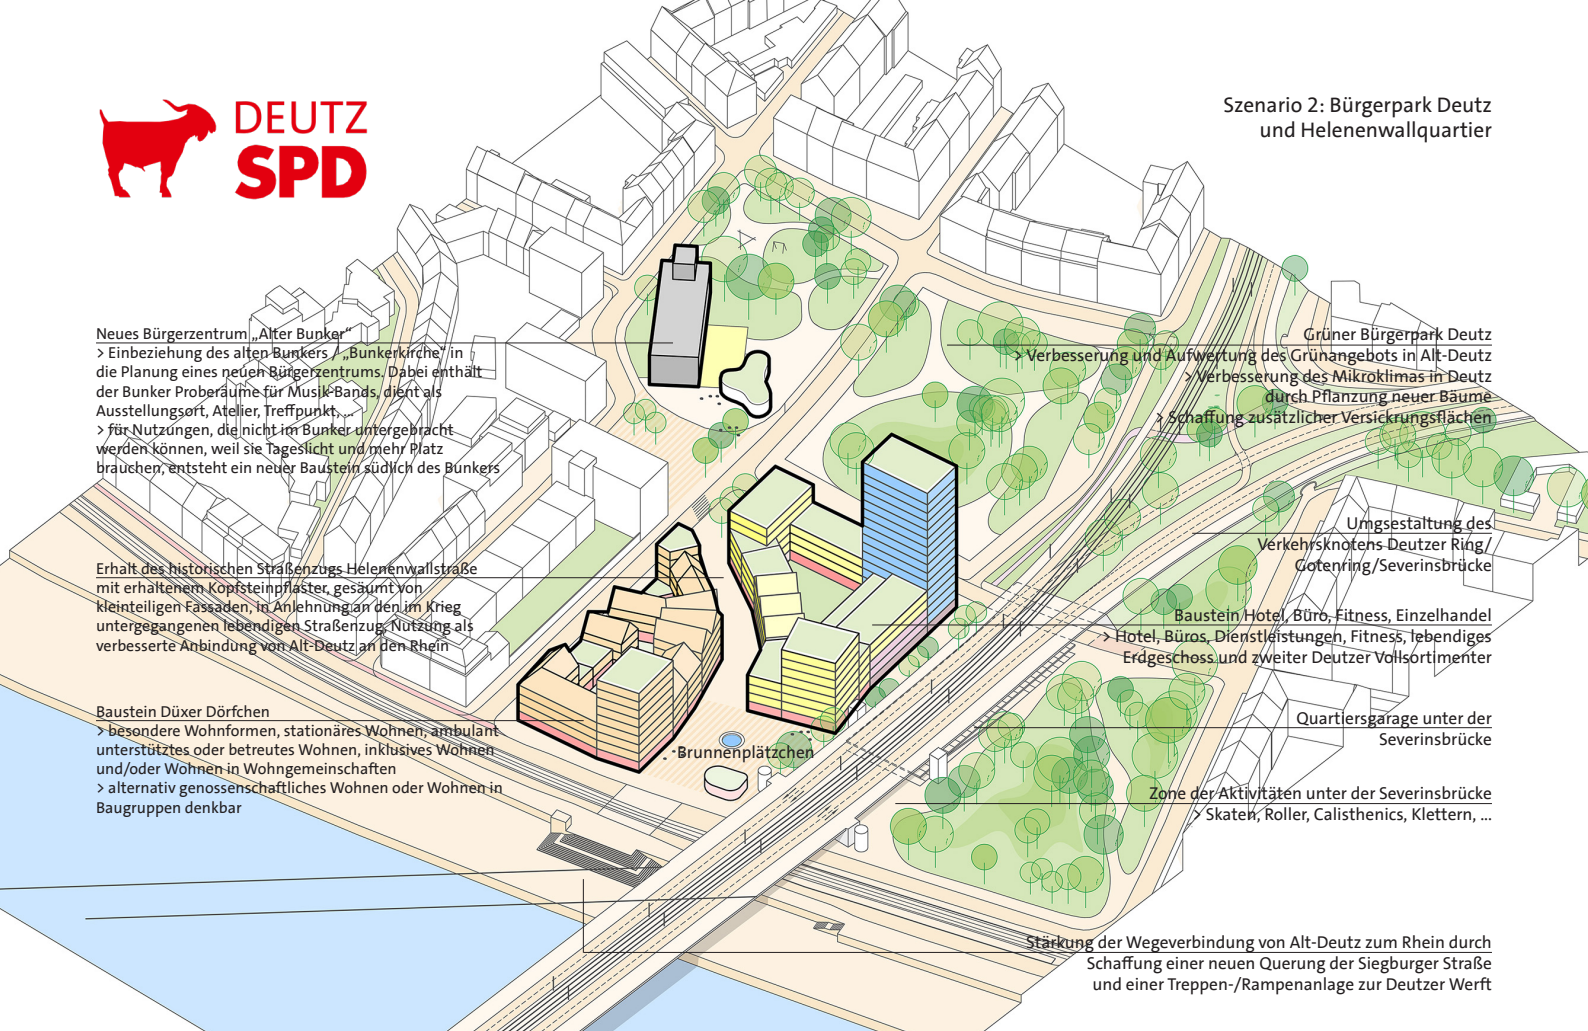 DEUTZ
SPD
Szenario 2: Bürgerpark Deutz
und Helenenwallquartier
Neues Bürgerzentrum „Alter Bunker“
> Einbeziehung des alten Bunkers / „Bunkerkirche“ in
die Planung eines neuen Bürgerzentrums. Dabei enthält
der Bunker Proberäume für Musik-Bands, dient als
Ausstellungsort, Atelier, Treffpunkt, ...
> für Nutzungen, die nicht im Bunker untergebracht
werden können, weil sie Tageslicht und mehr Platz
brauchen, entsteht ein neuer Baustein südlich des Bunkers
Erhalt des historischen Straßenzugs Helenenwallstraße
mit erhaltenem Kopfsteinpflaster, gesäumt von
kleinteiligen Fassaden, in Anlehnung an den im Krieg
untergegangenen lebendigen Straßenzug, Nutzung als
verbesserte Anbindung von Alt-Deutz an den Rhein
Baustein Düxer Dörfchen
> besondere Wohnformen, stationäres Wohnen, ambulant
unterstütztes oder betreutes Wohnen, inklusives Wohnen
und/oder Wohnen in Wohngemeinschaften
> alternativ genossenschaftliches Wohnen oder Wohnen in
Baugruppen denkbar
Brunnenplätzchen
Grüner Bürgerpark Deutz
> Verbesserung und Aufwertung des Grünangebots in Alt-Deutz
> Verbesserung des Mikroklimas in Deutz
durch Pflanzung neuer Bäume
> Schaffung zusätzlicher Versickrungsflächen
Umgsestaltung des
Verkehrsknotens Deutzer Ring/
Gotenring/Severinsbrücke
Baustein Hotel, Büro, Fitness, Einzelhandel
> Hotel, Büros, Dienstleistungen, Fitness, lebendiges
Erdgeschoss und zweiter Deutzer Vollsortimenter
Quartiersgarage unter der
Severinsbrücke
Zone der Aktivitäten unter der Severinsbrücke
> Skaten, Roller, Calisthenics, Klettern, ...
Stärkung der Wegeverbindung von Alt-Deutz zum Rhein durch
Schaffung einer neuen Querung der Siegburger Straße
und einer Treppen-/Rampenanlage zur Deutzer Werft